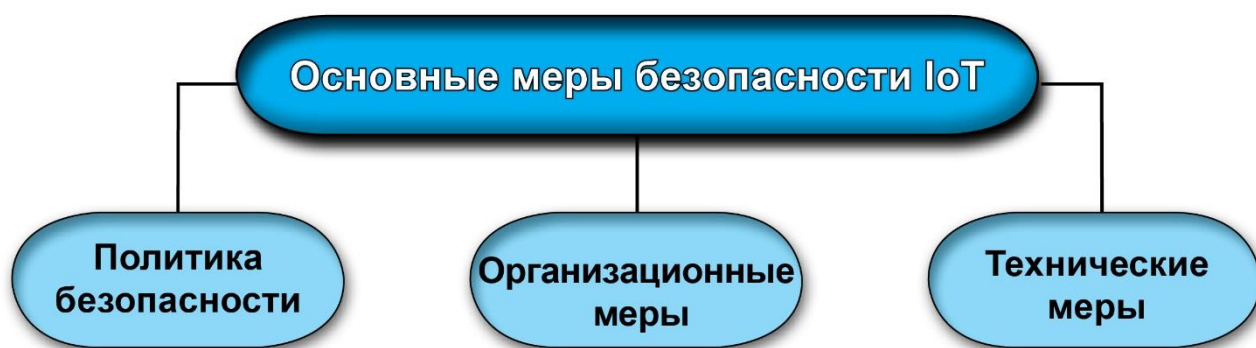 Основные меры безопасности IoT
Политика
безопасности
Организационные
меры
Технические
меры